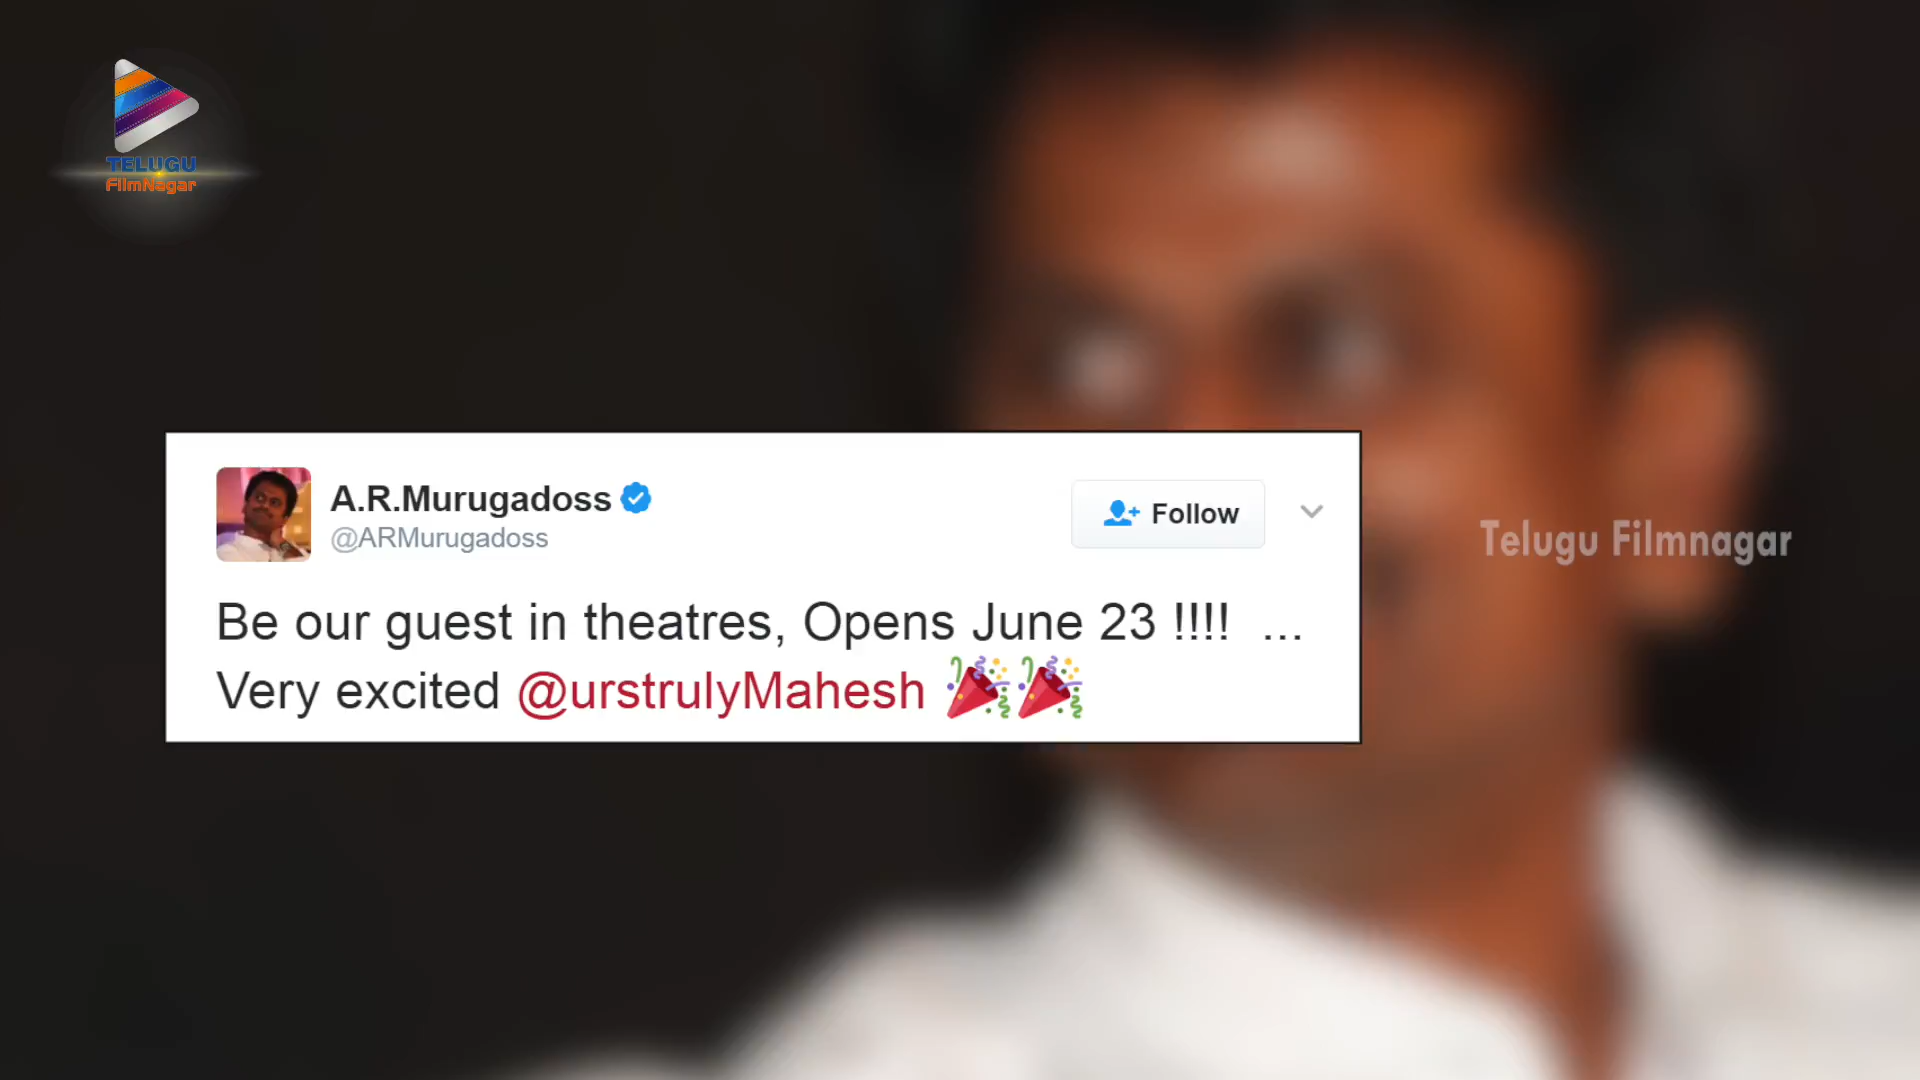 TELUGU
FilmNagar
A.R.Murugadoss
@ARMurugadoss
Follow
Be our guest in theatres, Opens June 23 !!!! ...
Very excited @urstrulyMahesh 🎉🎉
Telugu Filmnagar